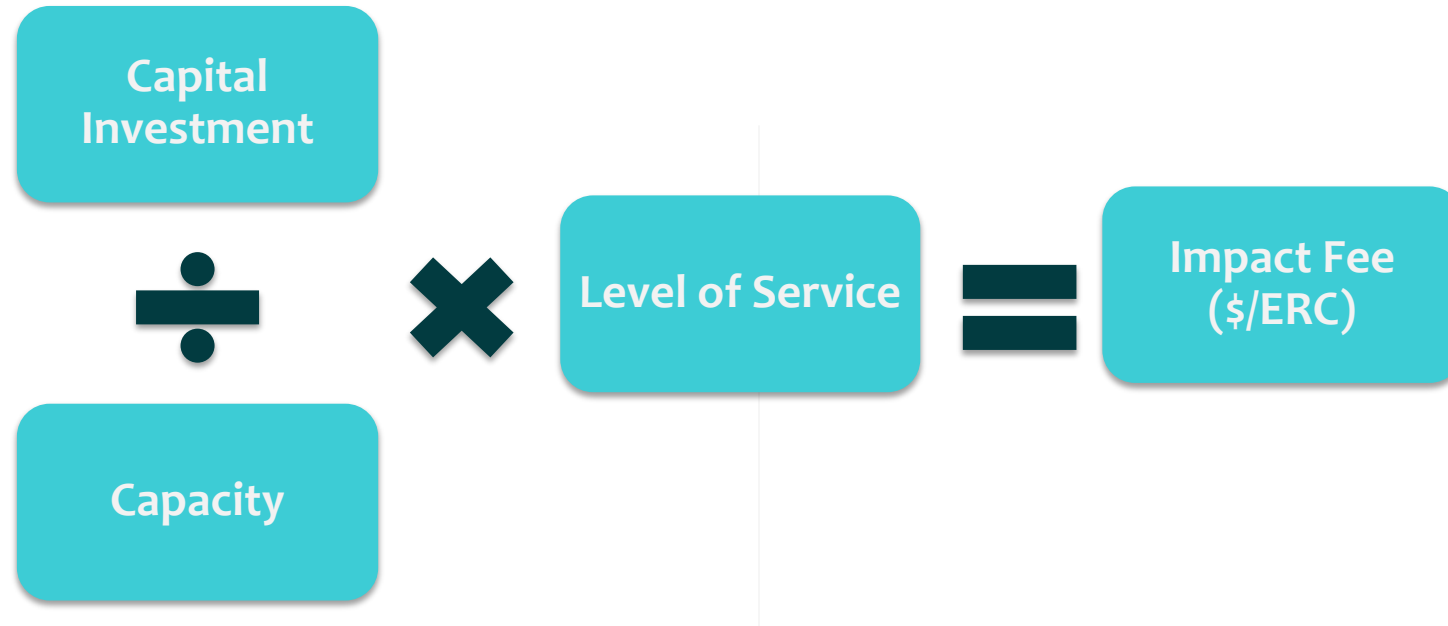 Capital
Investment
÷
Capacity
×
Level of Service
=
Impact Fee
($/ERC)